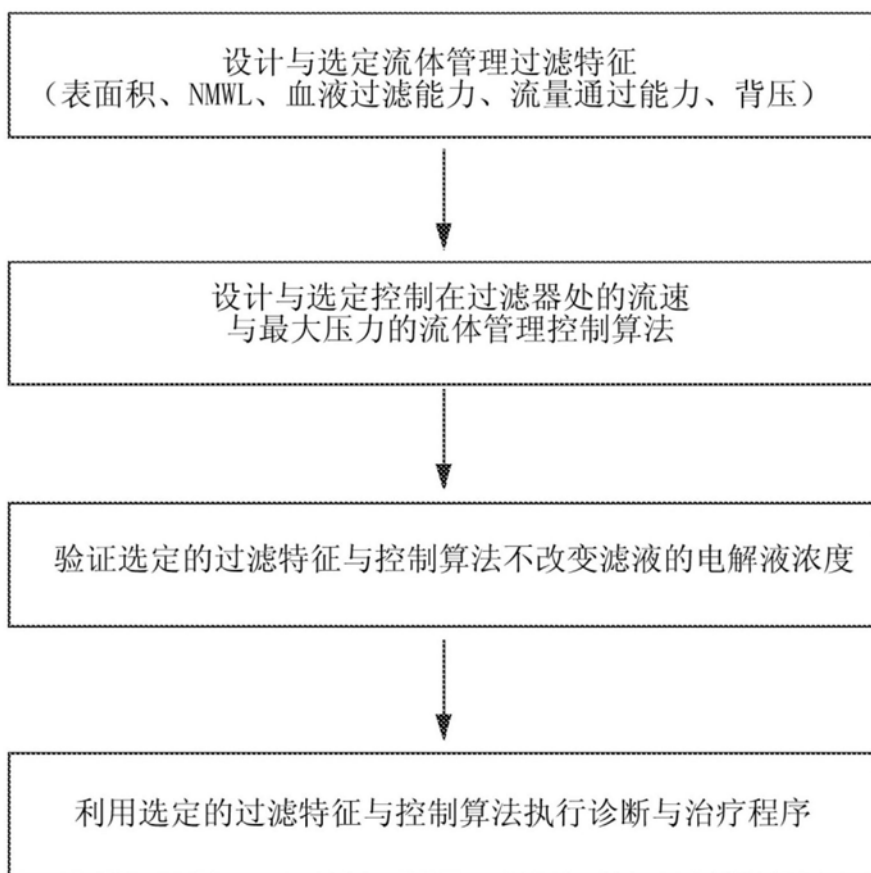 设计与选定流体管理过滤特征
（表面积、NMWL、血液过滤能力、流量通过能力、背压）
设计与选定控制在过滤器处的流速
与最大压力的流体管理控制算法
验证选定的过滤特征与控制算法不改变滤液的电解液浓度
利用选定的过滤特征与控制算法执行诊断与治疗程序